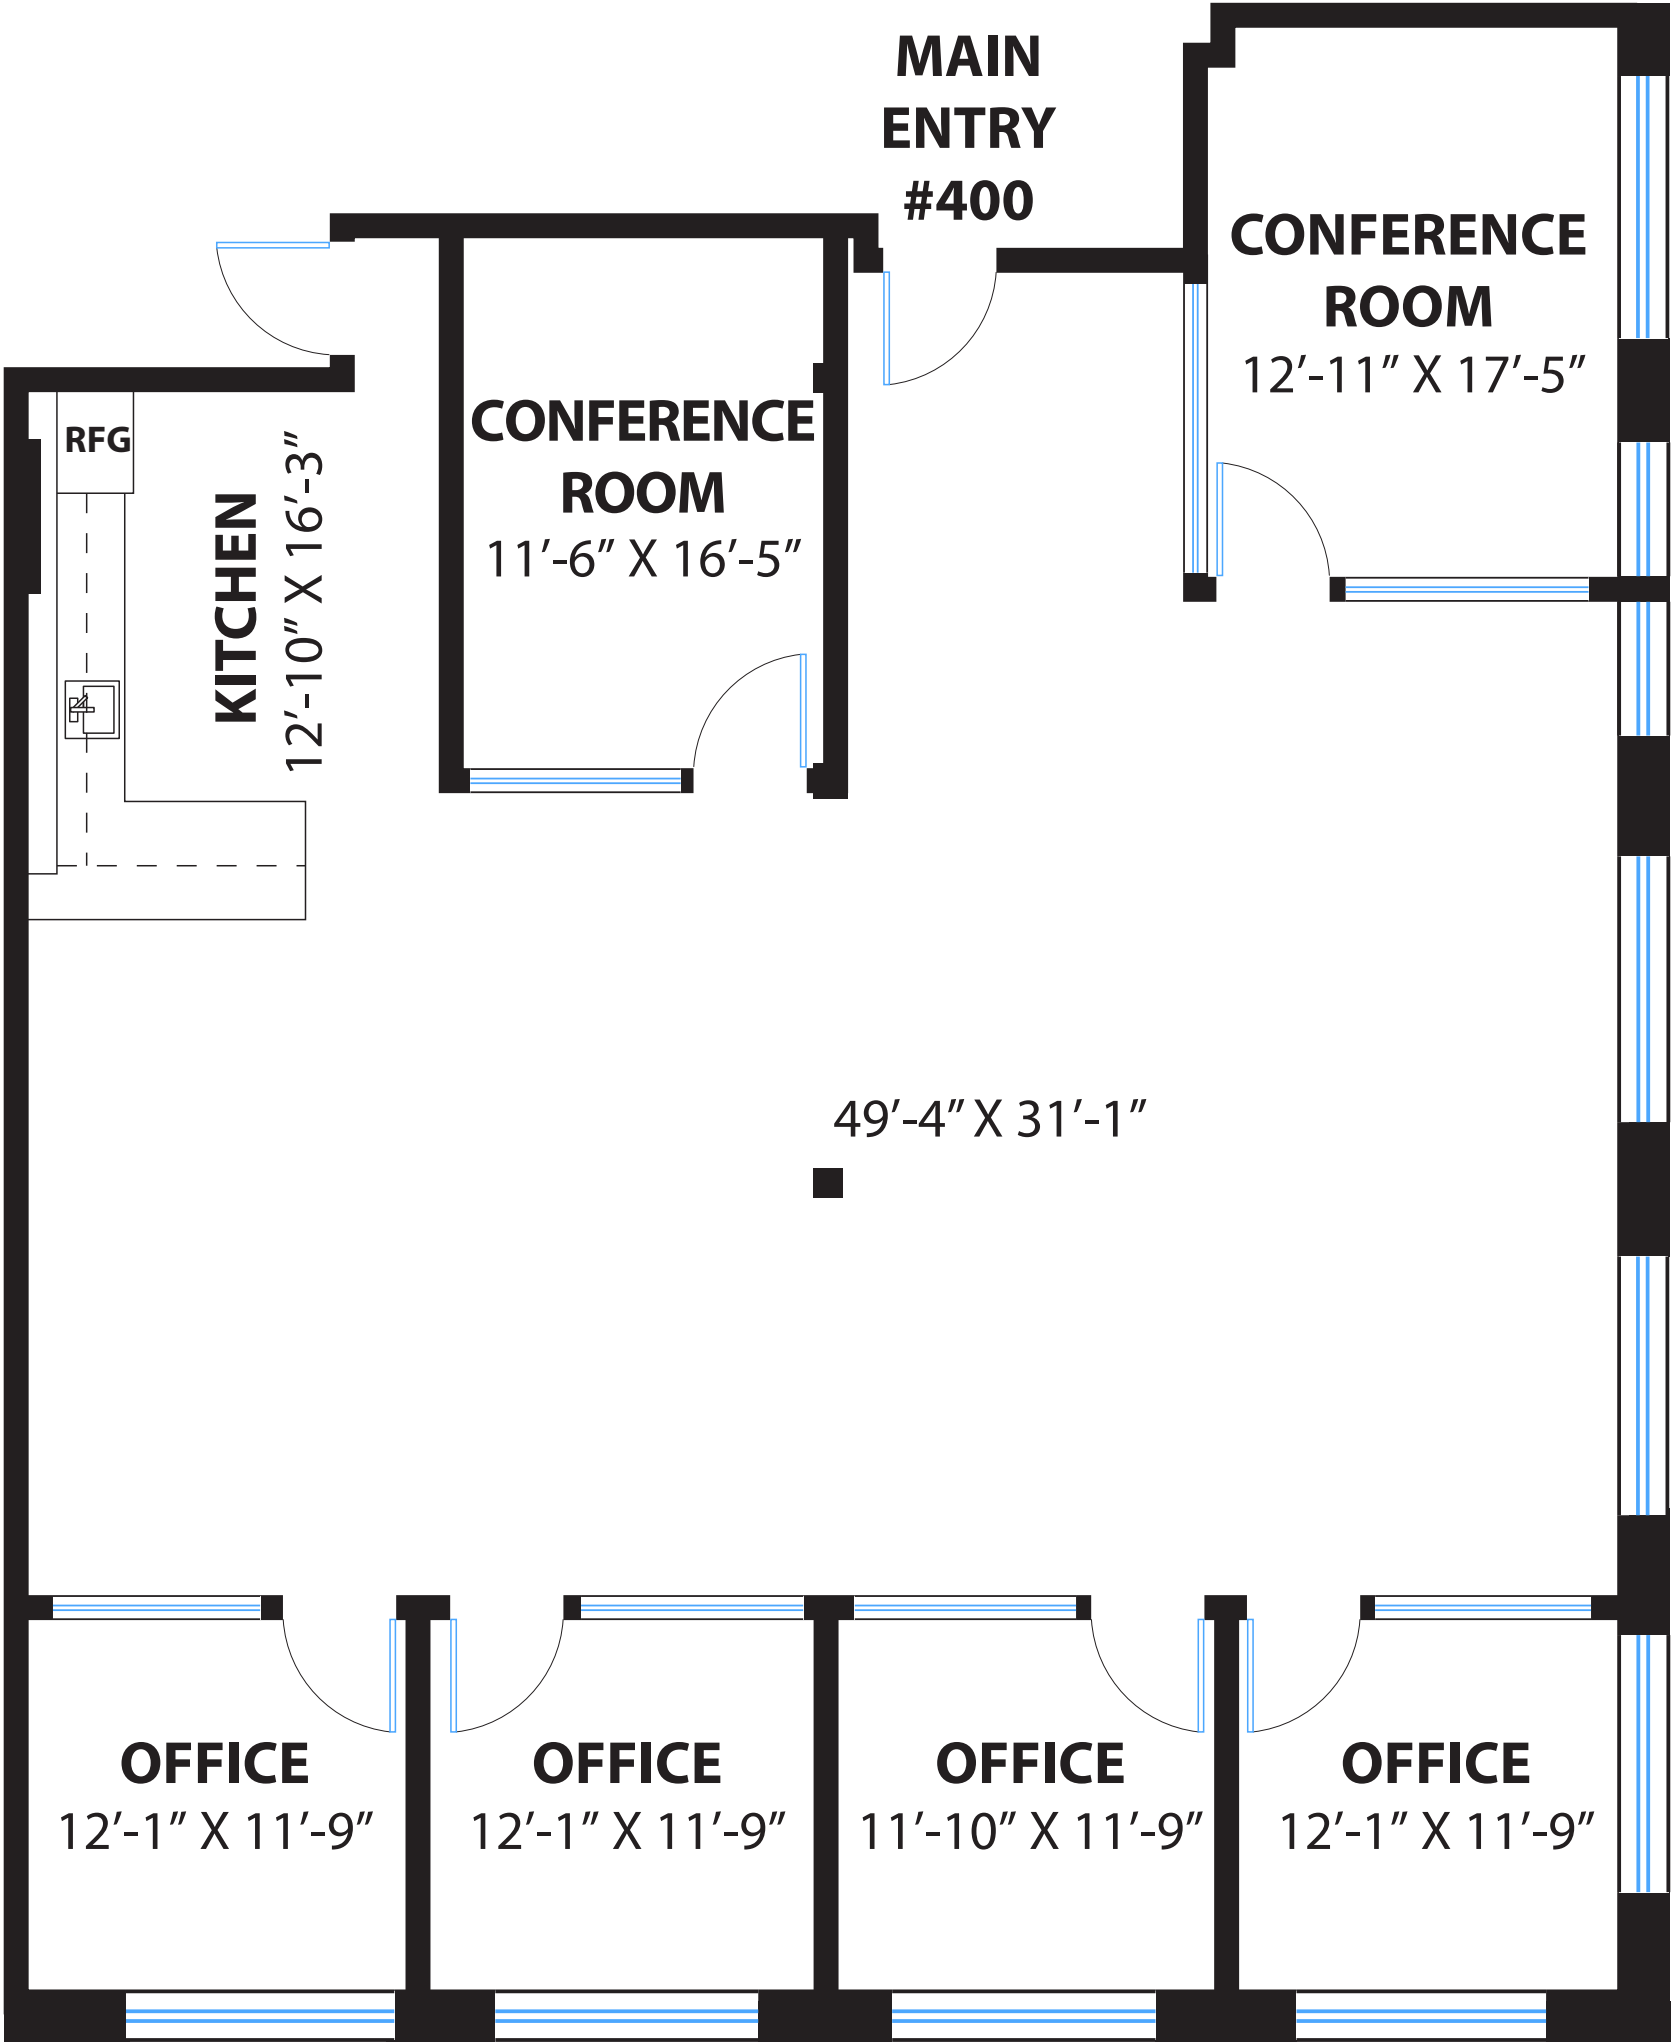 MAIN
ENTRY
#400
CONFERENCE
ROOM
12′-11″ X 17′-5″
RFG
KITCHEN
12′-10″ X 16′-3″
CONFERENCE
ROOM
11′-6″ X 16′-5″
49′-4″ X 31′-1″
OFFICE
12′-1″ X 11′-9″
OFFICE
12′-1″ X 11′-9″
OFFICE
11′-10″ X 11′-9″
OFFICE
12′-1″ X 11′-9″